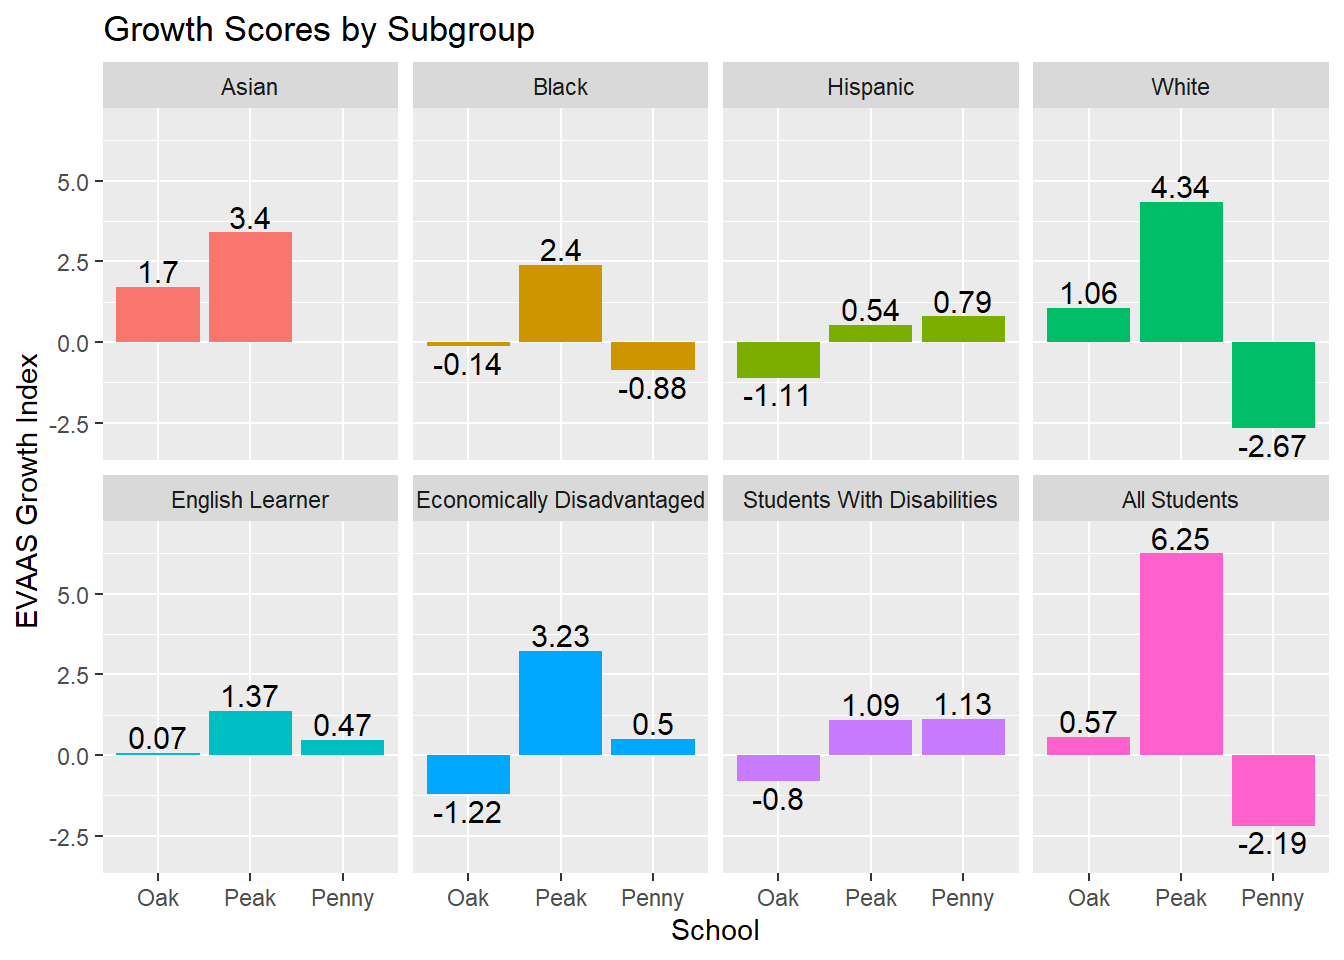 Growth Scores by Subgroup
Asian Black Hispanic White
5.0
2.5
0.0
-2.5
1.7 3.4
-0.14 2.4 -0.88
-1.11 0.54 0.79
1.06 4.34 -2.67
EVAAS Growth Index
English Learner Economically Disadvantaged Students With Disabilities All Students
5.0
2.5
0.0
-2.5
0.07 1.37 0.47
-1.22 3.23 0.5
-0.8 1.09 1.13
0.57 6.25 -2.19
Oak Peak Penny Oak Peak Penny Oak Peak Penny Oak Peak Penny
School